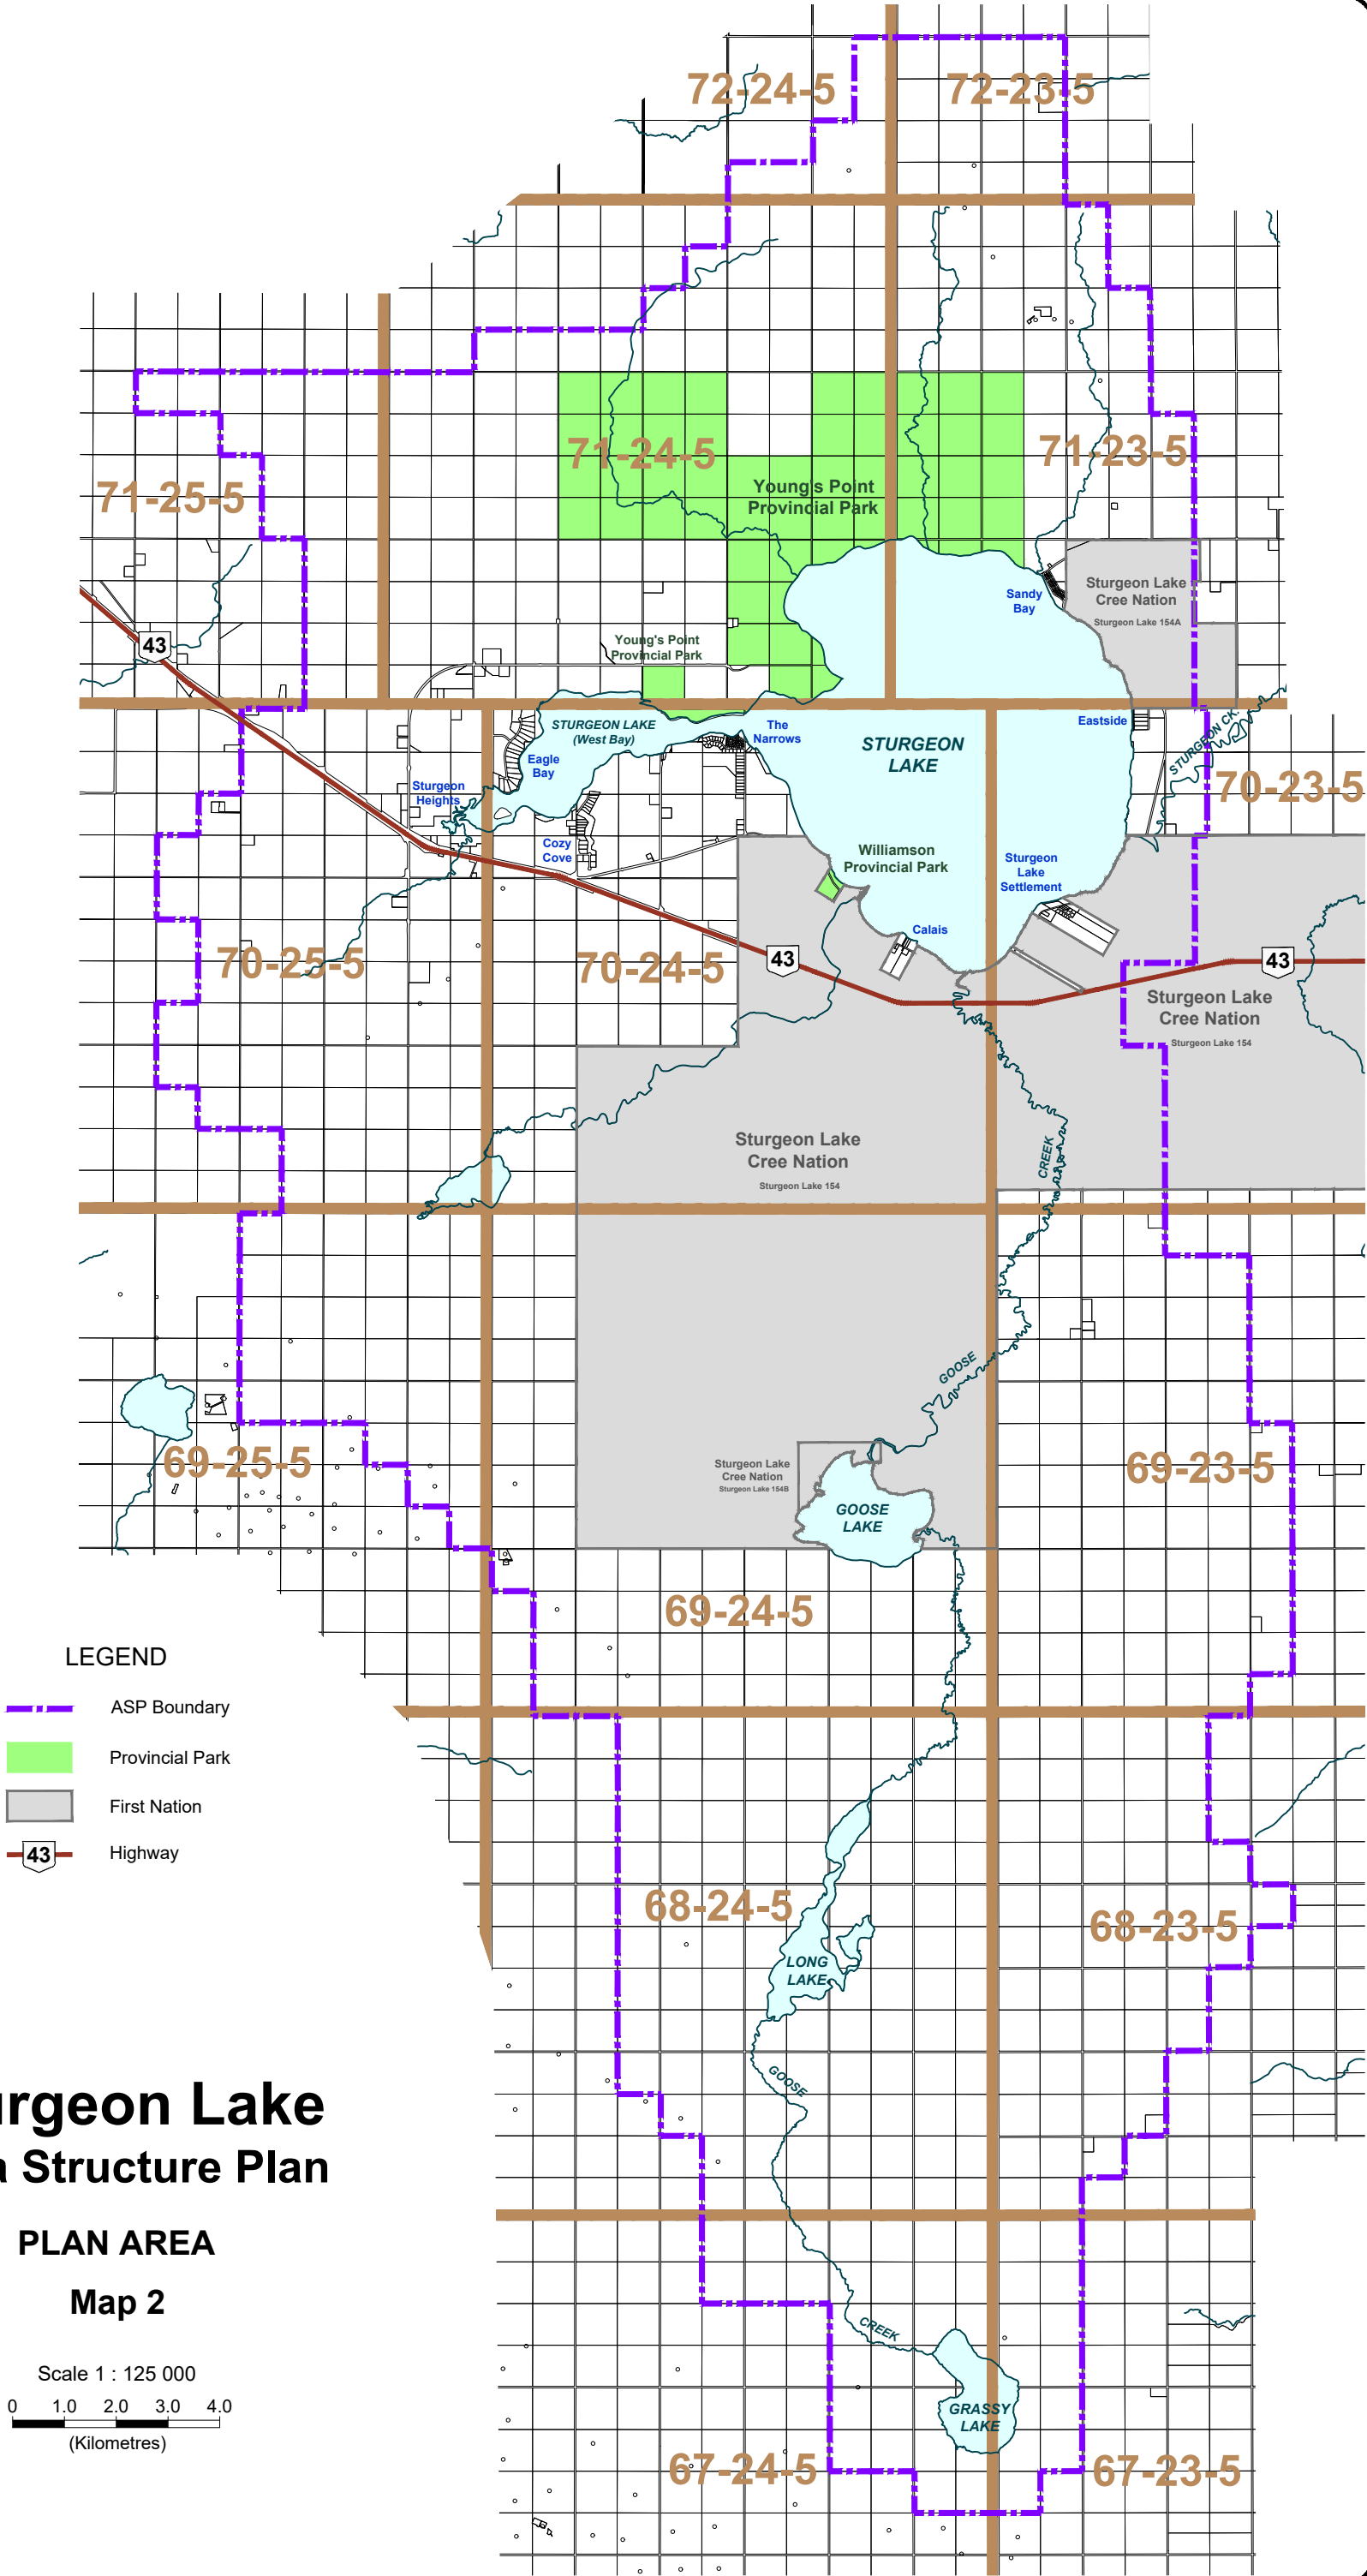 72-24-5
72-23-5
71-24-5
71-23-5
71-25-5
Young's Point
Provincial Park
Sturgeon Lake
Cree Nation
Sturgeon Lake 154A
Sandy
Bay
43
Young's Point
Provincial Park
STURGEON LAKE
(West Bay)
The
Narrows
Eastside
STURGEON CK.
STURGEON
LAKE
Eagle
Bay
Sturgeon
Heights
70-23-5
Cozy
Cove
Williamson
Provincial Park
Sturgeon
Lake
Settlement
Calais
70-25-5
70-24-5
43
43
Sturgeon Lake
Cree Nation
Sturgeon Lake 154
Sturgeon Lake
Cree Nation
Sturgeon Lake 154
CREEK
GOOSE
69-25-5
69-23-5
Sturgeon Lake
Cree Nation
Sturgeon Lake 154B
GOOSE
LAKE
69-24-5
LEGEND
ASP Boundary
Provincial Park
First Nation
43 Highway
68-24-5
68-23-5
LONG
LAKE
GOOSE
urgeon Lake
a Structure Plan
PLAN AREA
Map 2
CREEK
Scale 1 : 125 000
0 1.0 2.0 3.0 4.0
(Kilometres)
GRASSY
LAKE
67-24-5
67-23-5